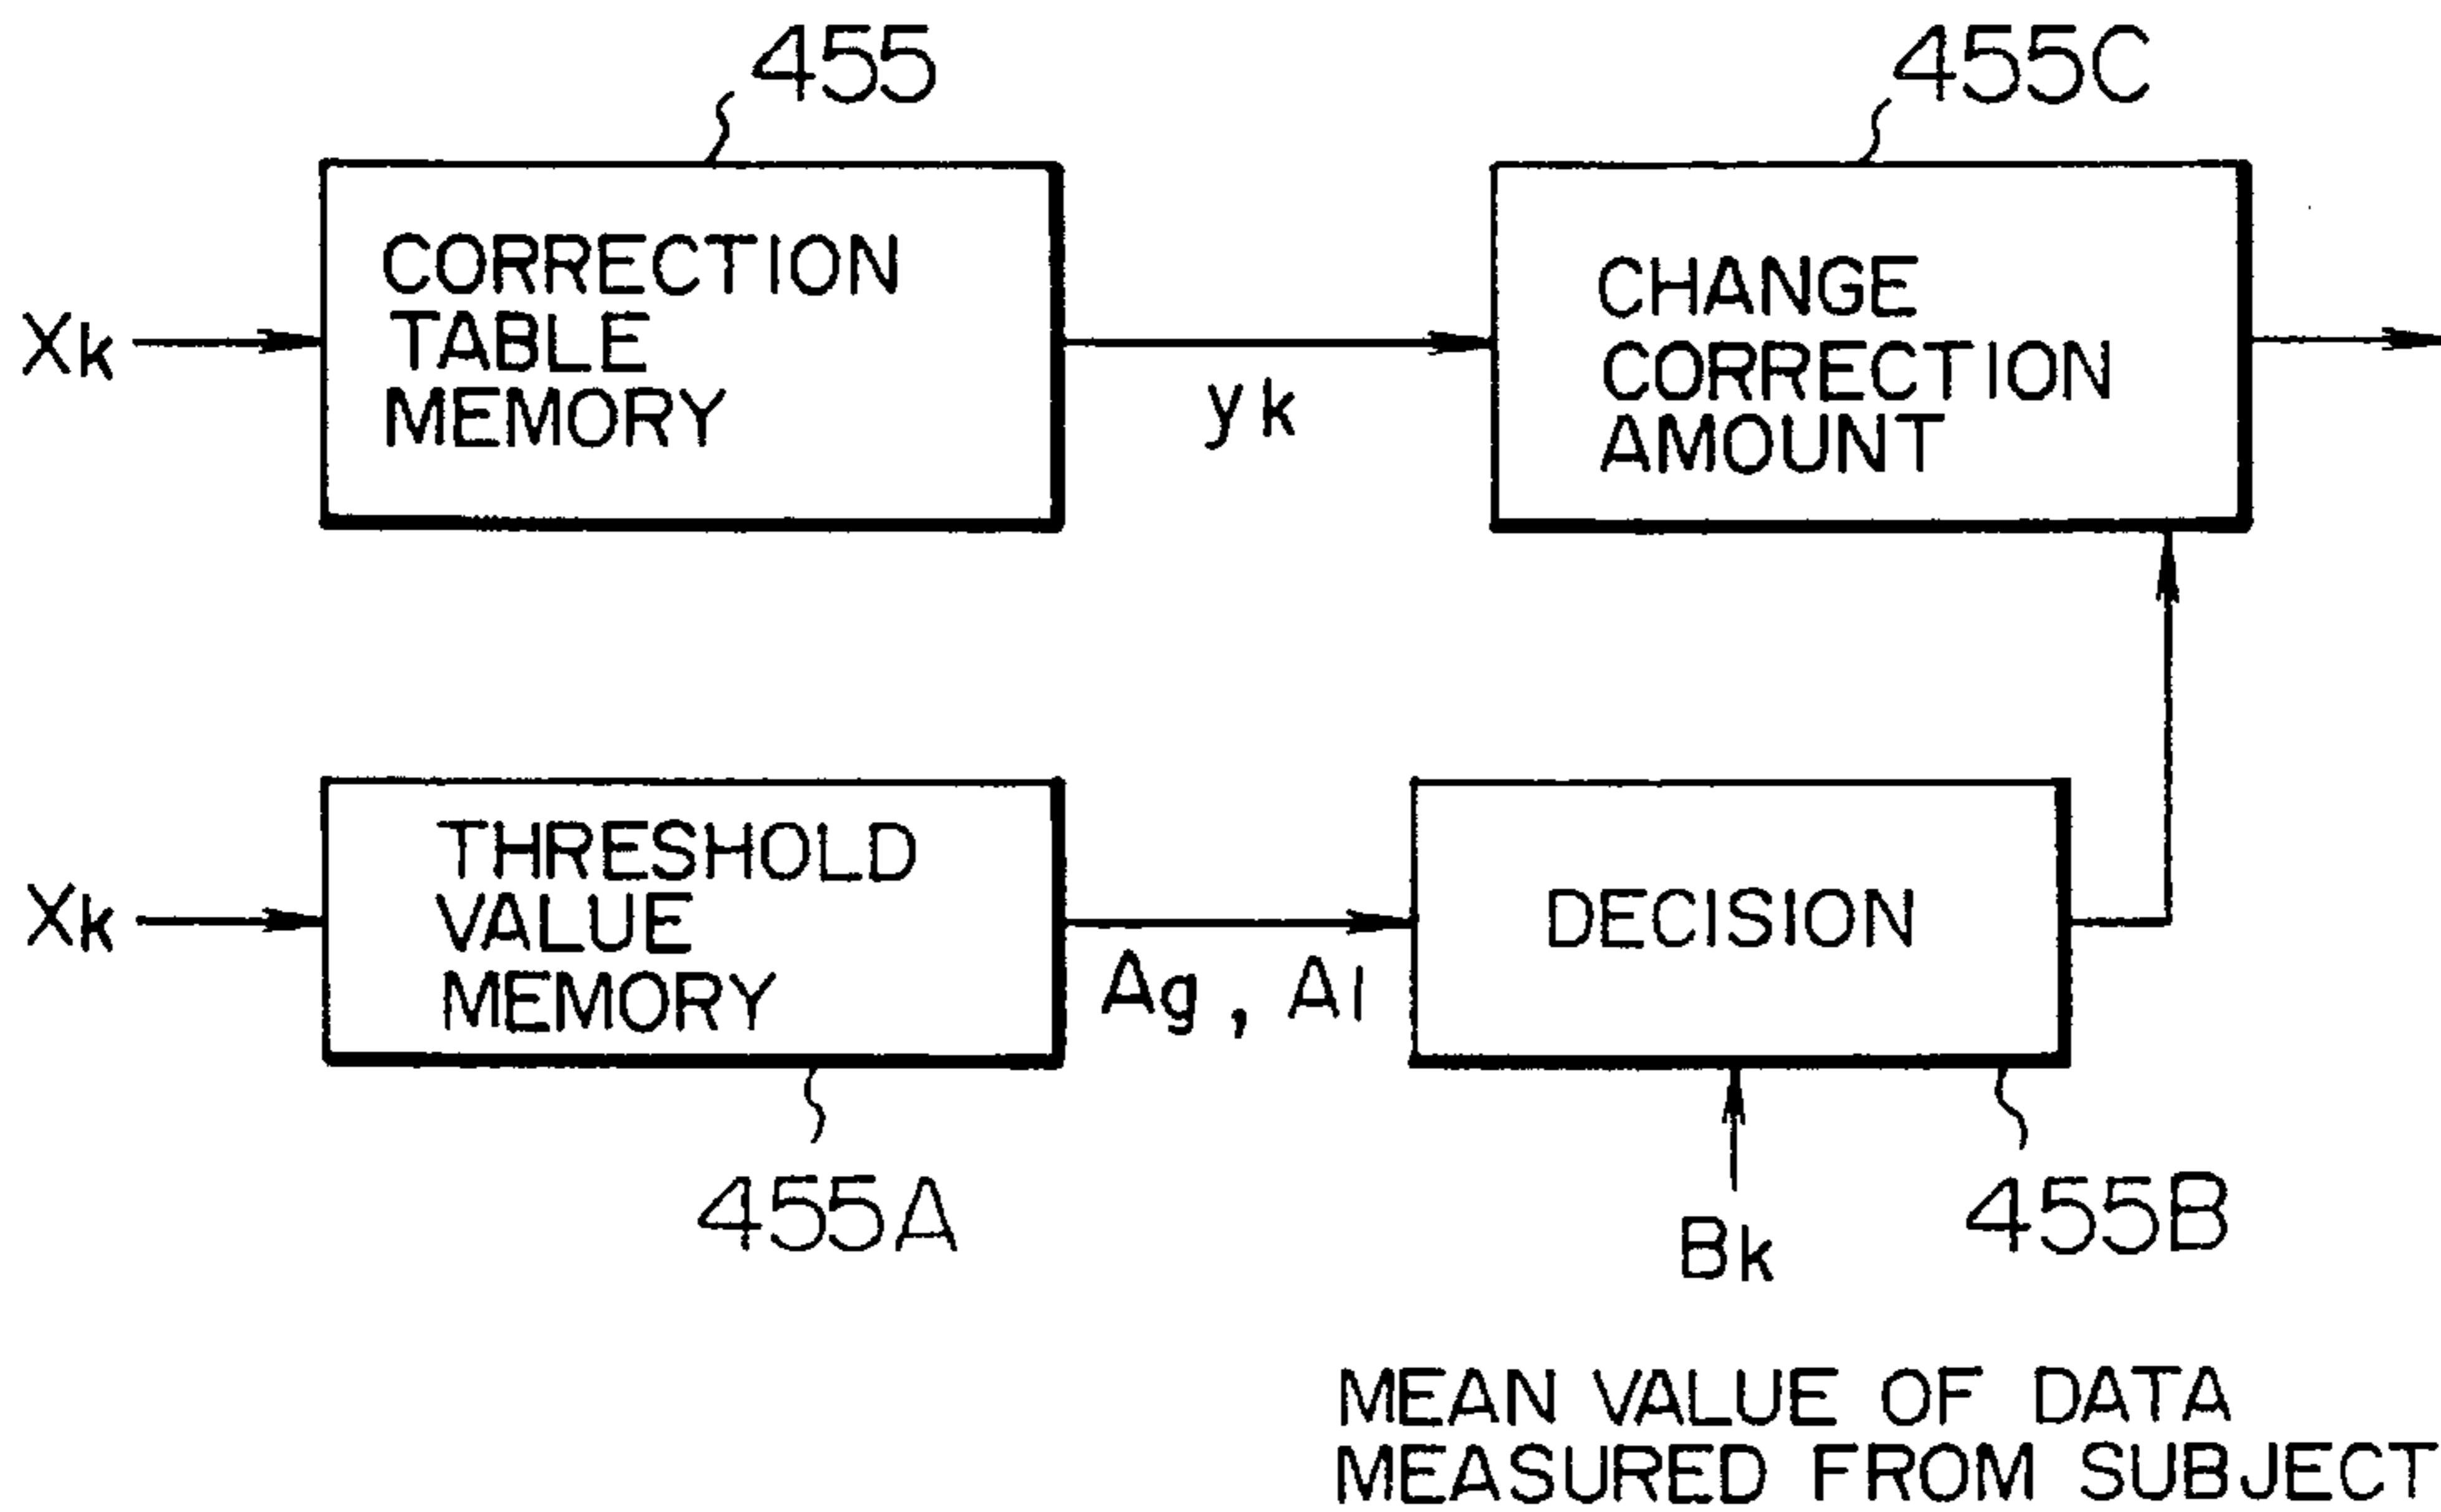 455
455C
CORRECTION
TABLE
MEMORY
CHANGE
CORRECTION
AMOUNT
Xk
yk
THRESHOLD
VALUE
MEMORY
DECISION
Xk
Ag, Al
455A
Bk
455B
MEAN VALUE OF DATA
MEASURED FROM SUBJECT